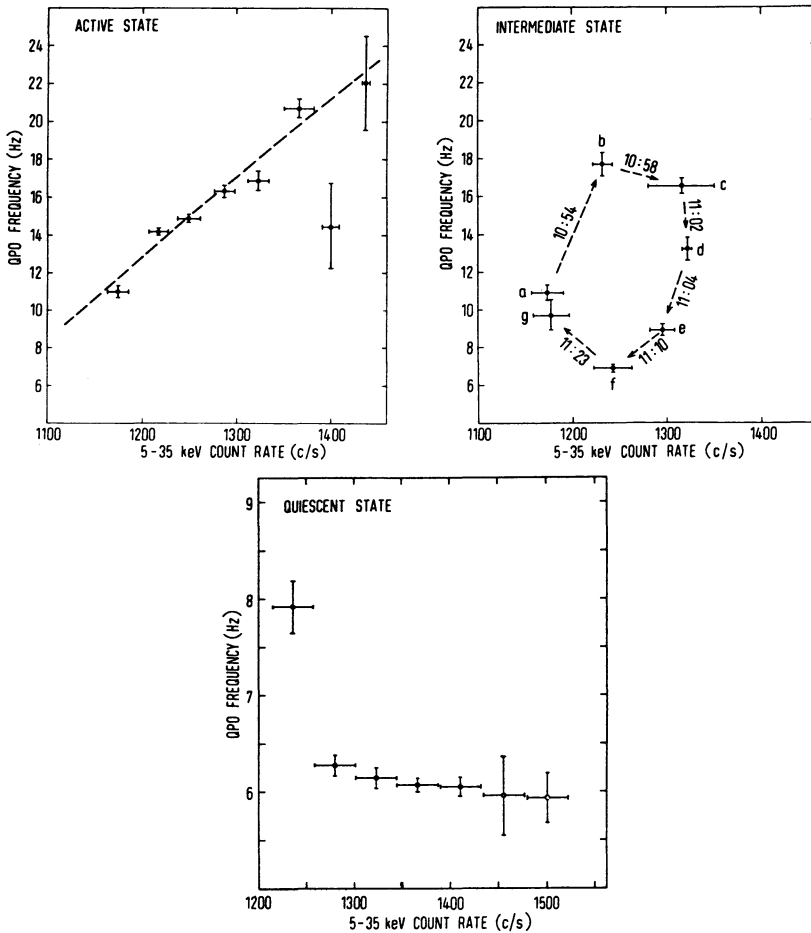 ACTIVE STATE
24
22
20
18
16
14
12
10
8
6
QPO FREQUENCY (Hz)
1100 1200 1300 1400
5-35 keV COUNT RATE (c/s)
INTERMEDIATE STATE
24
22
20
18
16
14
12
10
8
6
QPO FREQUENCY (Hz)
b
10:58
c
11:02
d
10:54
11:04
a
g
e
11:23
11:10
f
1100 1200 1300 1400
5-35 keV COUNT RATE (c/s)
QUIESCENT STATE
9
8
7
6
QPO FREQUENCY (Hz)
1200 1300 1400 1500
5-35 keV COUNT RATE (c/s)